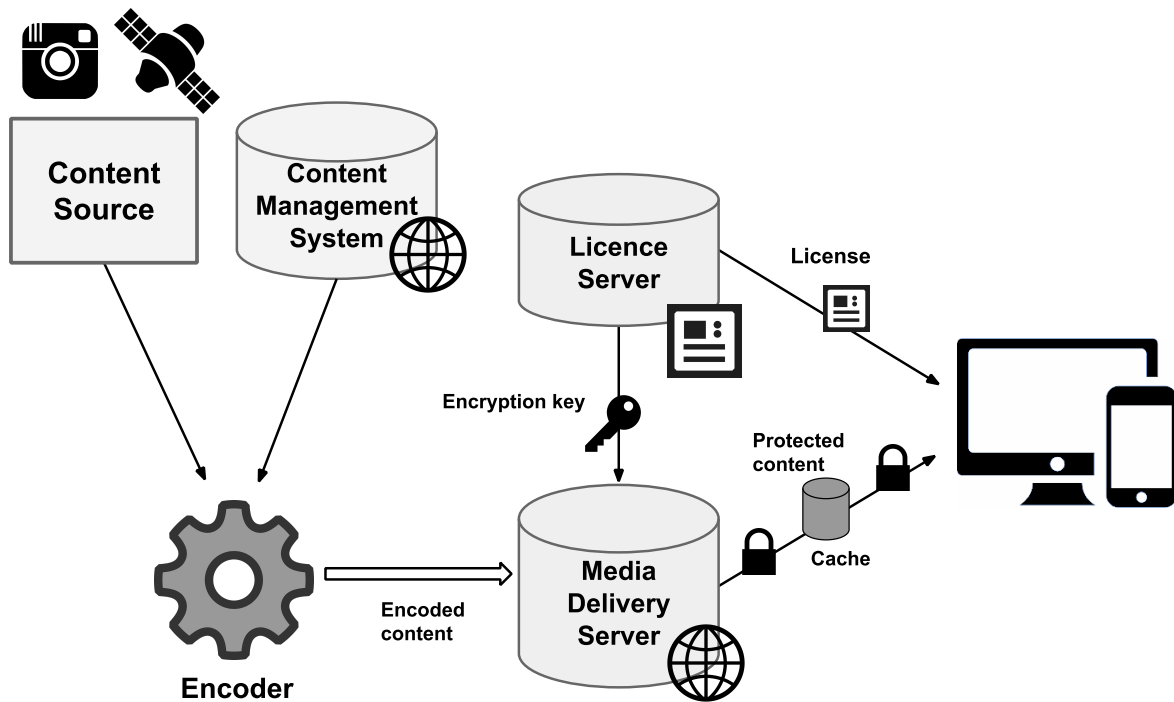 Content
Source
Content
Management
System
Licence
Server
License
Encryption key
Protected
content
Cache
Media
Delivery
Server
Encoded
content
Encoder